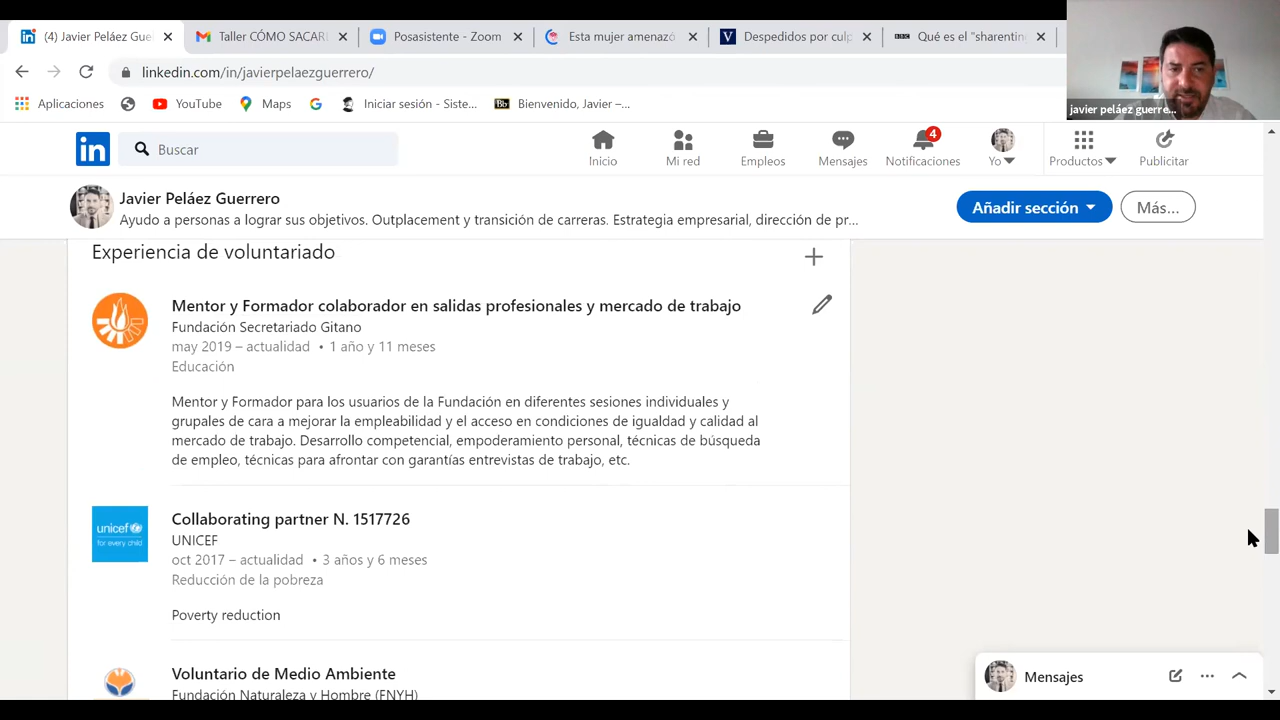 (4) Javier Peláez Gue
Taller CÓMO SACAR
Posasistente - Zoom
Esta mujer amenazó
V Despedidos por culp
BBC Qué es el "sharentin
linkedin.com/in/javierpelaezguerrero/
javier peláez guerre...
Aplicaciones
YouTube
Maps
Iniciar sesión - Siste...
Bb Bienvenido, Javier –...
in Buscar
Inicio
Mi red
Empleos
Mensajes
4
Notificaciones
Yo
Productos
Publicitar
Javier Peláez Guerrero
Ayudo a personas a lograr sus objetivos. Outplacement y transición de carreras. Estrategia empresarial, dirección de pr...
Añadir sección
Más...
Experiencia de voluntariado
Mentor y Formador colaborador en salidas profesionales y mercado de trabajo
Fundación Secretariado Gitano
may 2019 – actualidad • 1 año y 11 meses
Educación
Mentor y Formador para los usuarios de la Fundación en diferentes sesiones individuales y
grupales de cara a mejorar la empleabilidad y el acceso en condiciones de igualdad y calidad al
mercado de trabajo. Desarrollo competencial, empoderamiento personal, técnicas de búsqueda
de empleo, técnicas para afrontar con garantías entrevistas de trabajo, etc.
unicef
for every child
Collaborating partner N. 1517726
UNICEF
oct 2017 – actualidad • 3 años y 6 meses
Reducción de la pobreza
Poverty reduction
Voluntario de Medio Ambiente
Fundación Naturaleza y Hombre (FNYH)
Mensajes